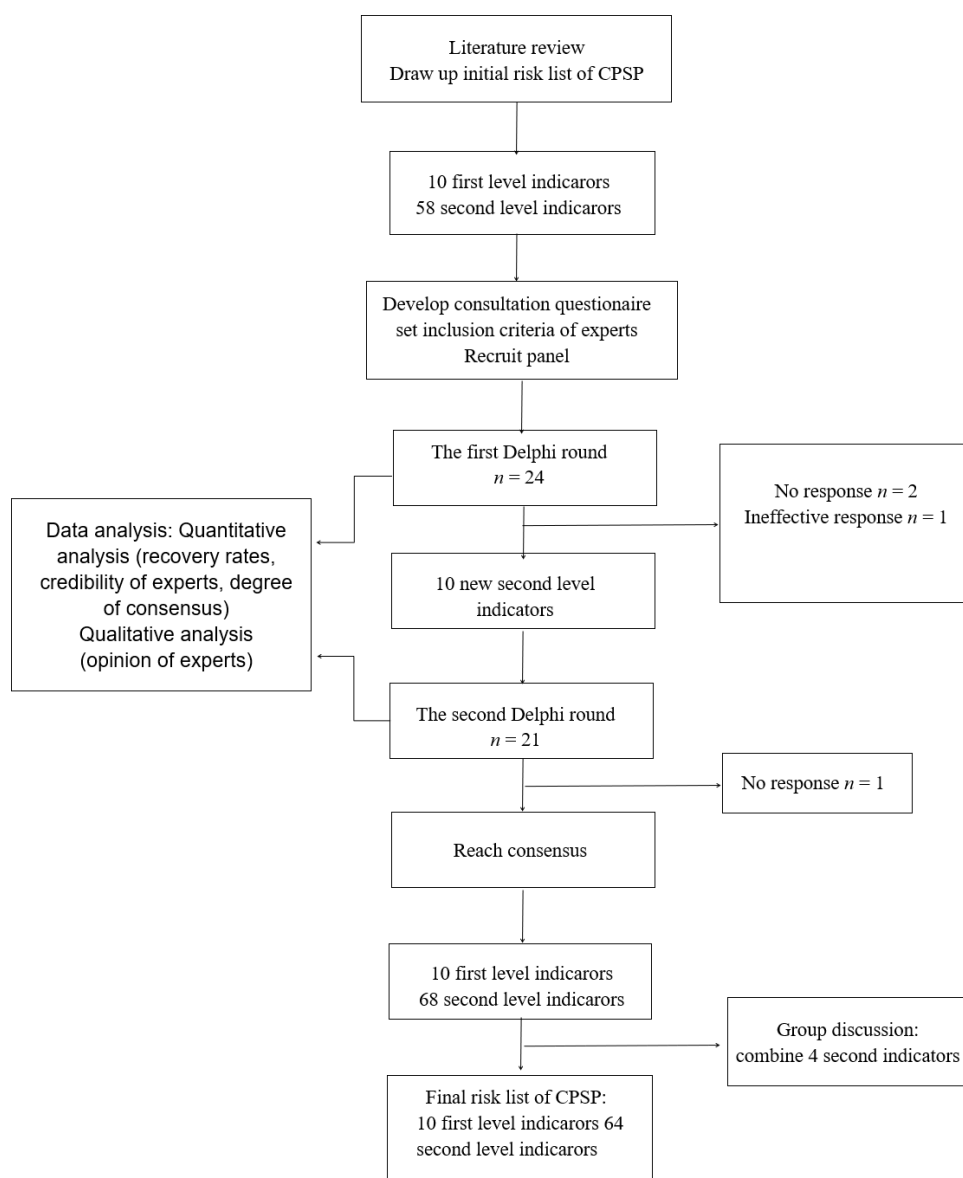 Literature review
Draw up initial risk list of CPSP
10 first level indicarors
58 second level indicarors
Develop consultation questionaire
set inclusion criteria of experts
Recruit panel
The first Delphi round
n = 24
No response n = 2
Ineffective response n = 1
Data analysis: Quantitative
analysis (recovery rates,
credibility of experts, degree
of consensus)
Qualitative analysis
(opinion of experts)
10 new second level
indicators
The second Delphi round
n = 21
No response n = 1
Reach consensus
10 first level indicarors
68 second level indicarors
Group discussion:
combine 4 second indicators
Final risk list of CPSP:
10 first level indicarors 64
second level indicarors